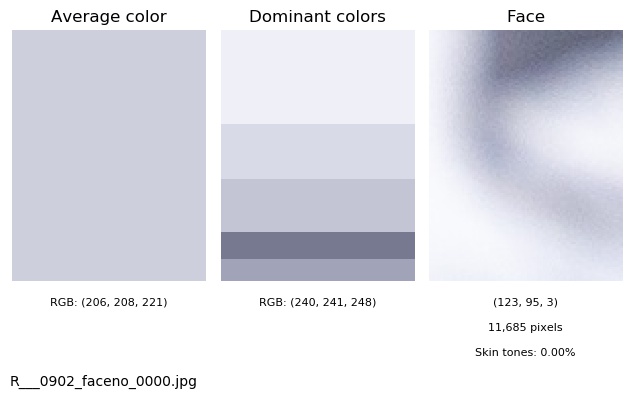 Average color
Dominant colors
Face
RGB: (206, 208, 221)
RGB: (240, 241, 248)
(123, 95, 3)
11,685 pixels
Skin tones: 0.00%
R___0902_faceno_0000.jpg